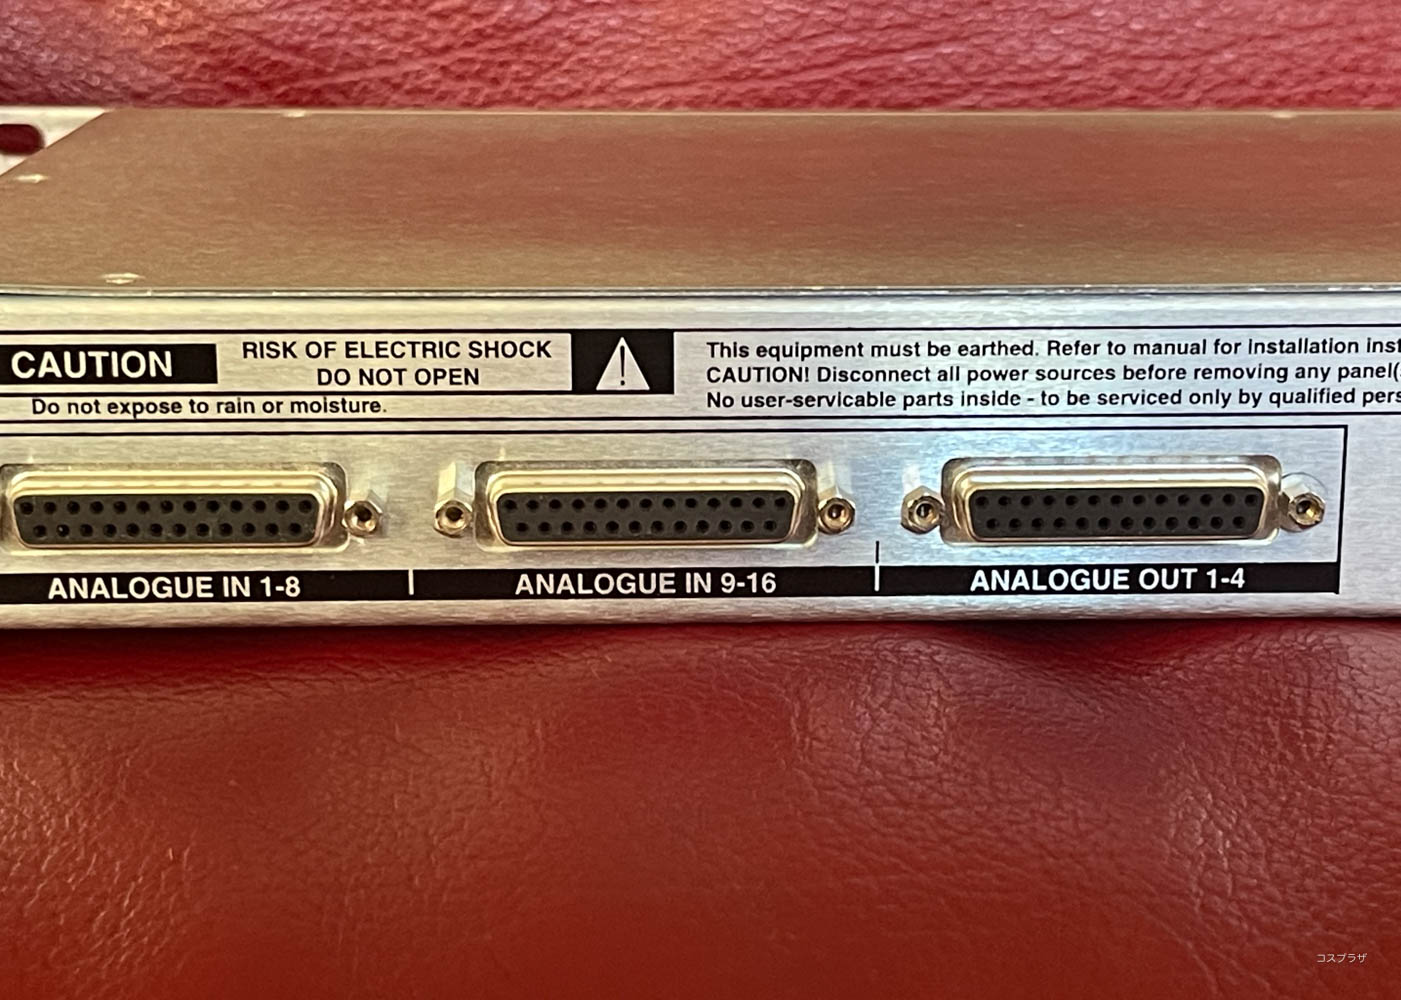 CAUTION
RISK OF ELECTRIC SHOCK
DO NOT OPEN
Do not expose to rain or moisture.
This equipment must be earthed. Refer to manual for installation inst
CAUTION! Disconnect all power sources before removing any panel(
No user-servicable parts inside - to be serviced only by qualified pers
ANALOGUE IN 1-8
ANALOGUE IN 9-16
ANALOGUE OUT 1-4
コスプラザ